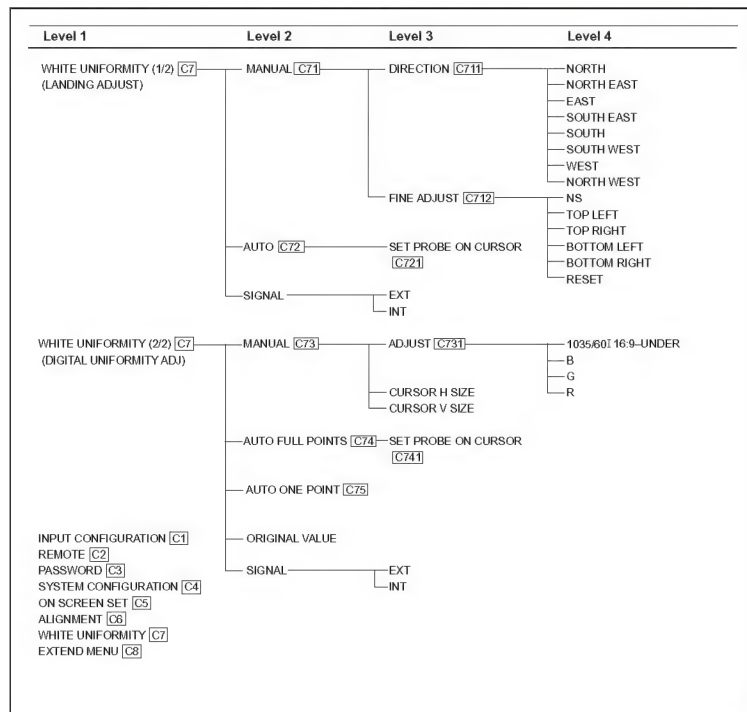 Level 1 Level 2 Level 3 Level 4
WHITE UNIFORMITY (1/2) C7 MANUAL C71 DIRECTION C711 NORTH
(LANDING ADJUST) NORTH EAST
EAST
SOUTH EAST
SOUTH
SOUTH WEST
WEST
NORTH WEST
FINE ADJUST C712 NS
TOP LEFT
TOP RIGHT
AUTO C72 SET PROBE ON CURSOR BOTTOM LEFT
C721 BOTTOM RIGHT
RESET
SIGNAL EXT
INT
WHITE UNIFORMITY (2/2) C7 MANUAL C73 ADJUST C731 1035/60I 16:9–UNDER
(DIGITAL UNIFORMITY ADJ) B
G
CURSOR H SIZE R
CURSOR V SIZE
AUTO FULL POINTS C74 SET PROBE ON CURSOR
C741
AUTO ONE POINT C75
INPUT CONFIGURATION C1 ORIGINAL VALUE
REMOTE C2
PASSWORD C3 SIGNAL EXT
SYSTEM CONFIGURATION C4 INT
ON SCREEN SET C5
ALIGNMENT C6
WHITE UNIFORMITY C7
EXTEND MENU C8